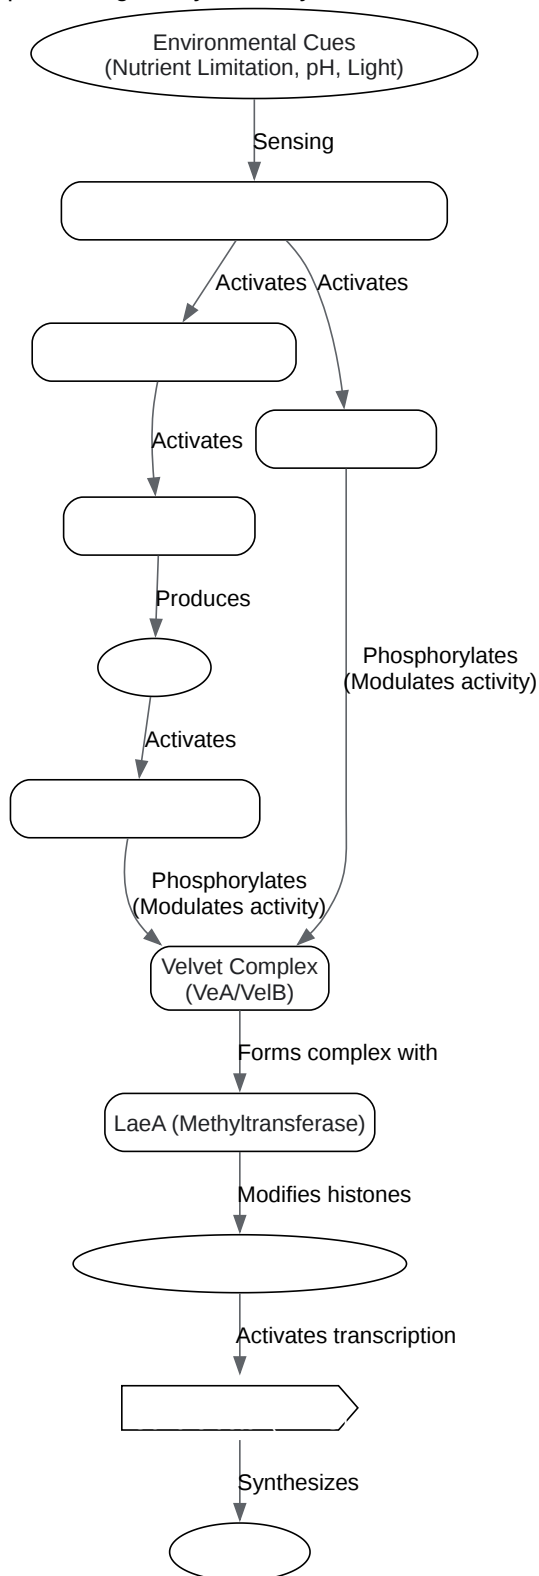 Environmental Cues
(Nutrient Limitation, pH, Light)
Sensing
Activates
Activates
Activates
Produces
Phosphorylates
(Modulates activity)
Activates
Phosphorylates
(Modulates activity)
Velvet Complex
(VeA/VelB)
Forms complex with
LaeA (Methyltransferase)
Modifies histones
Activates transcription
Synthesizes